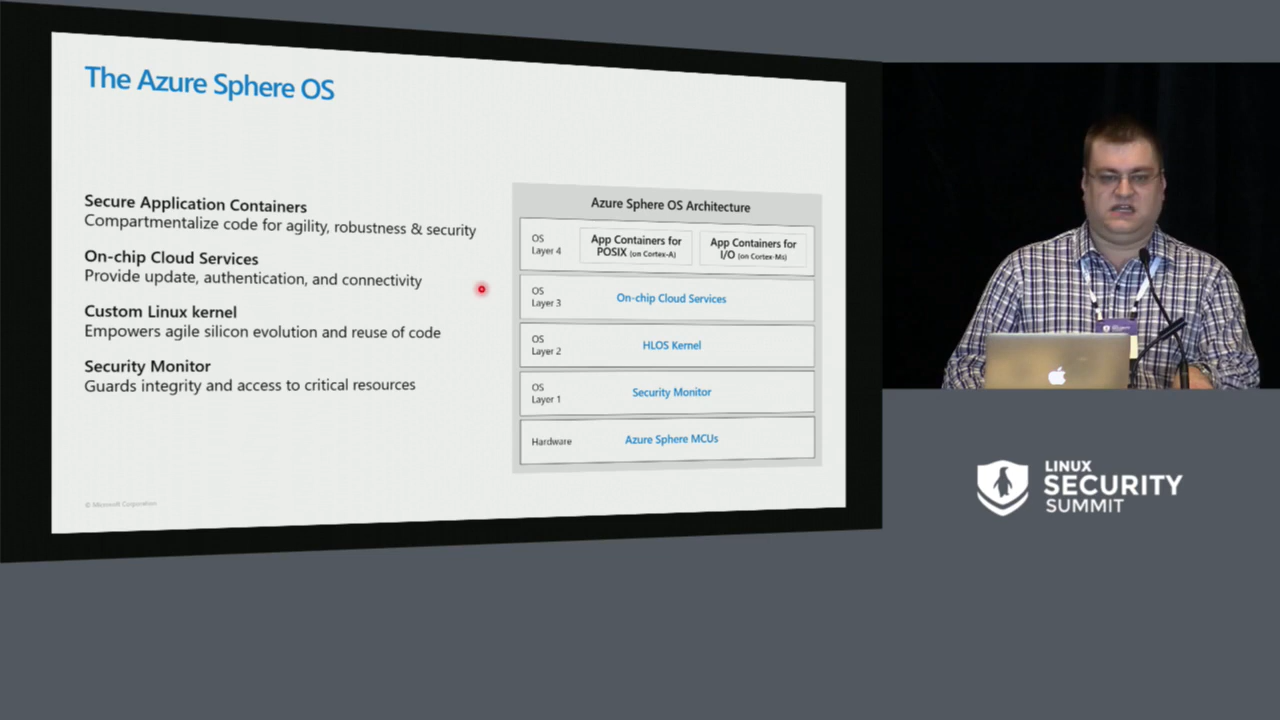 The Azure Sphere OS
Secure Application Containers
Compartmentalize code for agility, robustness & security
On-chip Cloud Services
Provide update, authentication, and connectivity
Custom Linux kernel
Empowers agile silicon evolution and reuse of code
Security Monitor
Guards integrity and access to critical resources
© Microsoft Corporation
Azure Sphere OS Architecture
OS
Layer 4
App Containers for
POSIX (on Cortex-A)
App Containers for
I/O (on Cortex-Ms)
OS
Layer 3
On-chip Cloud Services
OS
Layer 2
HLOS Kernel
OS
Layer 1
Security Monitor
Hardware
Azure Sphere MCUs
LINUX
SECURITY
SUMMIT